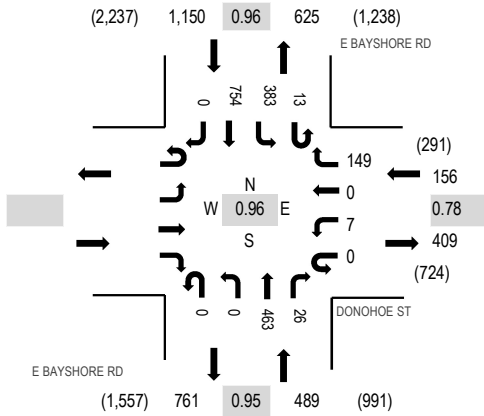 (2,237) 1,150 0.96 625 (1,238)
E BAYSHORE RD
0 754 383 13
(291)
149
156
N
0
W 0.96 E
0.78
7
S
409
0
(724)
0 0 463 26
DONOHOE ST
E BAYSHORE RD
(1,557) 761 0.95 489 (991)